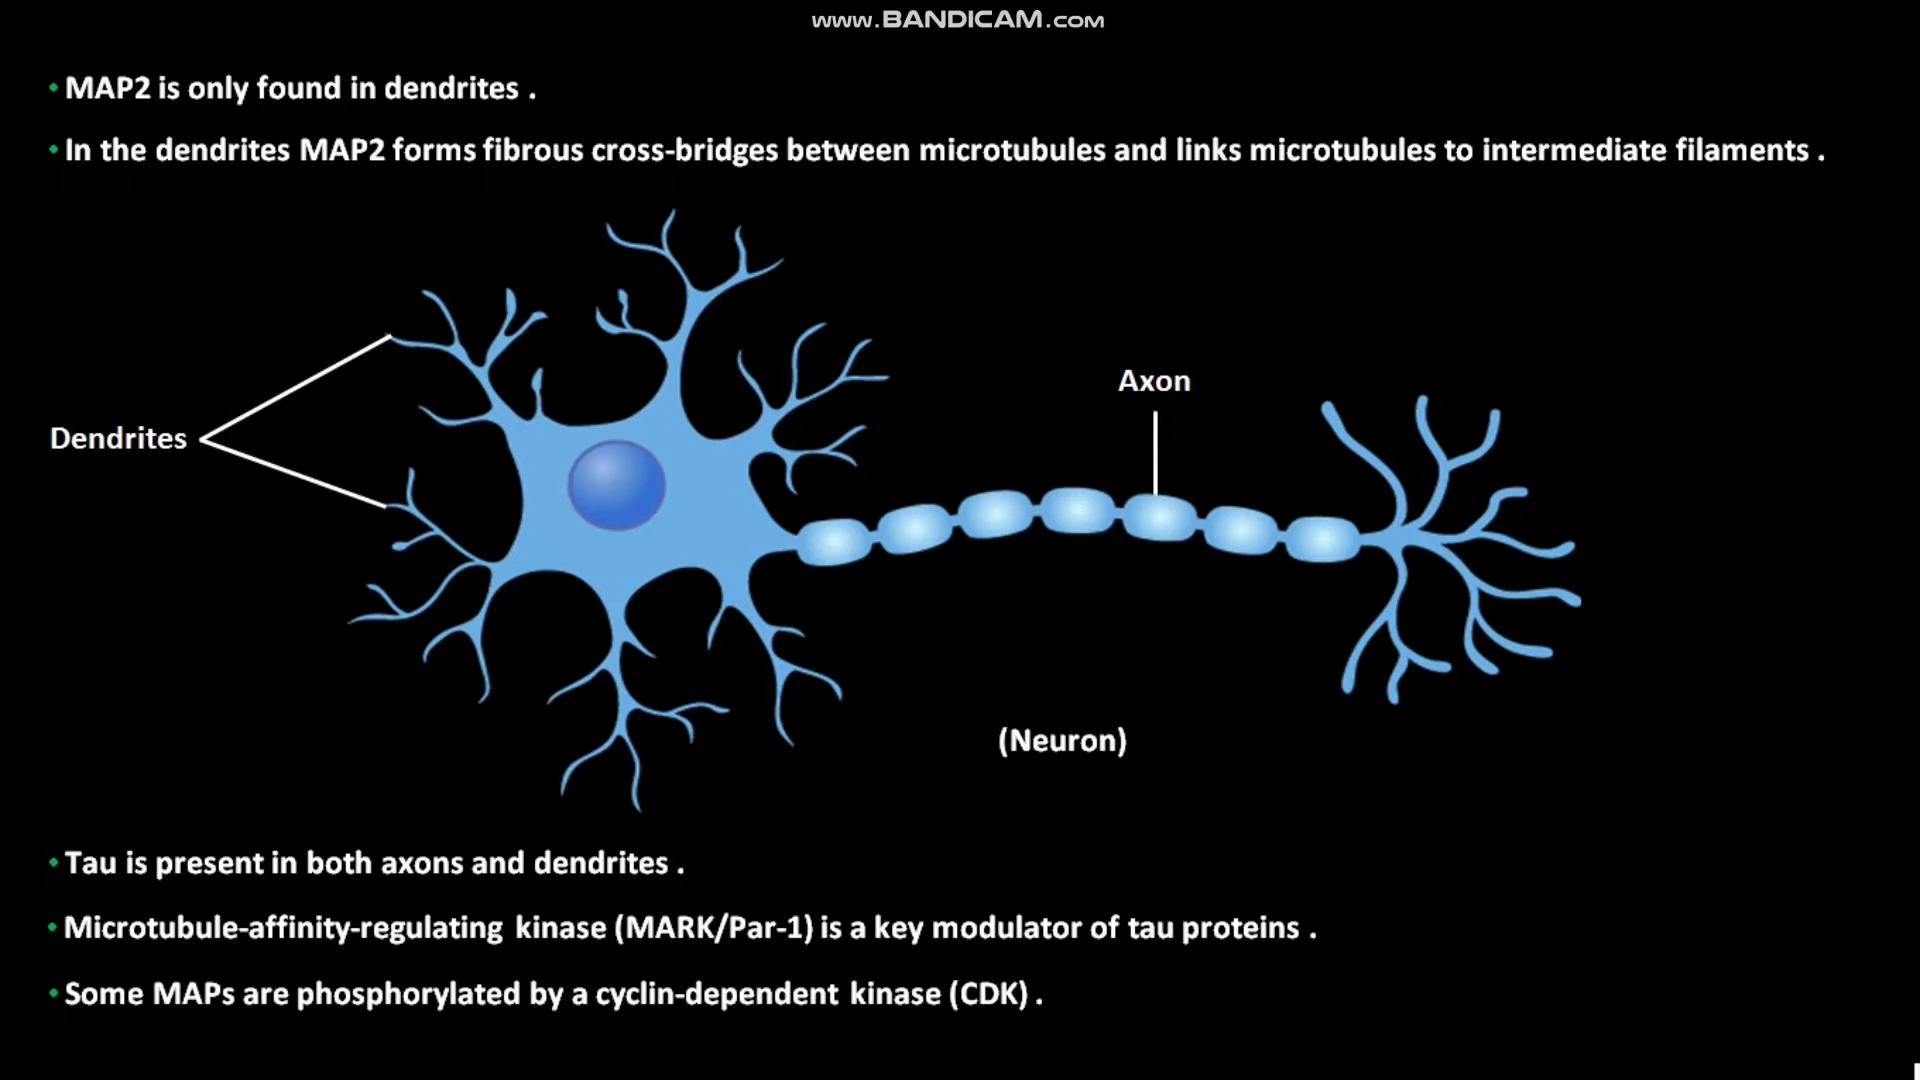 www.BANDICAM.com
• MAP2 is only found in dendrites .
• In the dendrites MAP2 forms fibrous cross-bridges between microtubules and links microtubules to intermediate filaments .
Axon
Dendrites
(Neuron)
• Tau is present in both axons and dendrites .
• Microtubule-affinity-regulating kinase (MARK/Par-1) is a key modulator of tau proteins .
• Some MAPs are phosphorylated by a cyclin-dependent kinase (CDK) .